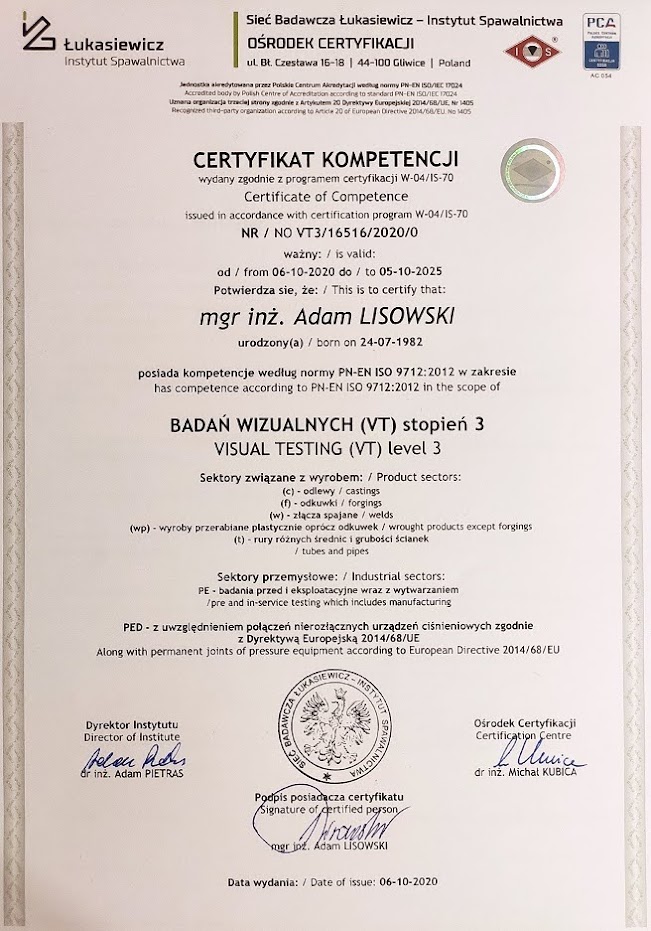 Łukasiewicz
Instytut Spawalnictwa
Sieć Badawcza Łukasiewicz – Instytut Spawalnictwa
OŚRODEK CERTYFIKACJI
ul. Bł. Czesława 16-18 | 44-100 Gliwice | Poland
I S
®
PCA
POLSKIE CENTRUM
AKREDYTACJI
CERTYFIKACJA
OSÓB
AC 054
Jednostka akredytowana przez Polskie Centrum Akredytacji według normy PN-EN ISO/IEC 17024
Accredited body by Polish Centre of Accreditation according to standard PN-EN ISO/IEC 17024
Uznana organizacja trzeciej strony zgodnie z Artykułem 20 Dyrektywy Europejskiej 2014/68/UE, Nr 1405
Recognized third-party organization according to Article 20 of European Directive 2014/68/EU, No 1405
CERTYFIKAT KOMPETENCJI
wydany zgodnie z programem certyfikacji W-04/IS-70
Certificate of Competence
issued in accordance with certification program W-04/IS-70
NR / NO VT3/16516/2020/0
ważny: / is valid:
od / from 06-10-2020 do / to 05-10-2025
Potwierdza sie, że: / This is to certify that:
mgr inż. Adam LISOWSKI
urodzony(a) / born on 24-07-1982
posiada kompetencje według normy PN-EN ISO 9712:2012 w zakresie
has competence according to PN-EN ISO 9712:2012 in the scope of
BADAŃ WIZUALNYCH (VT) stopień 3
VISUAL TESTING (VT) level 3
Sektory związane z wyrobem: / Product sectors:
(c) - odlewy / castings
(f) - odkuwki / forgings
(w) - złącza spajane / welds
(wp) - wyroby przerabiane plastycznie oprócz odkuwek / wrought products except forgings
(t) - rury różnych średnic i grubości ścianek
/ tubes and pipes
Sektory przemysłowe: / Industrial sectors:
PE - badania przed i eksploatacyjne wraz z wytwarzaniem
/pre and in-service testing which includes manufacturing
PED - z uwzględnieniem połączeń nierozłącznych urządzeń ciśnieniowych zgodnie
z Dyrektywą Europejską 2014/68/UE
Along with permanent joints of pressure equipment according to European Directive 2014/68/EU
SIEĆ BADAWCZA ŁUKASIEWICZ – INSTYTUT SPAWALNICTWA
Dyrektor Instytutu
Director of Institute
dr inż. Adam PIETRAS
Ośrodek Certyfikacji
Certification Centre
dr inż. Michał KUBICA
Podpis posiadacza certyfikatu
Signature of certified person
mgr inż. Adam LISOWSKI
Data wydania: / Date of issue: 06-10-2020